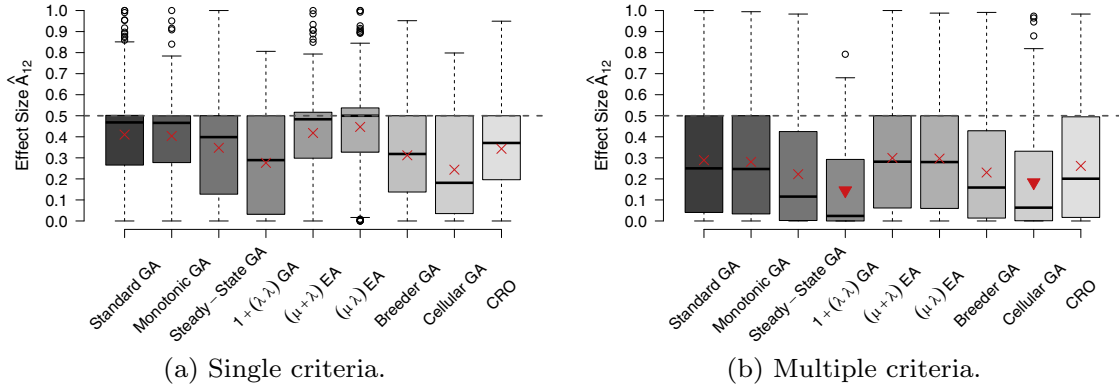 Effect Size Â12
1.0
0.9
0.8
0.7
0.6
0.5
0.4
0.3
0.2
0.1
0.0
Standard GA
Monotonic GA
Steady−State GA
1 + (λ λ) GA
(μ + λ) EA
(μ λ) EA
Breeder GA
Cellular GA
CRO
(a) Single criteria.
Effect Size Â12
1.0
0.9
0.8
0.7
0.6
0.5
0.4
0.3
0.2
0.1
0.0
Standard GA
Monotonic GA
Steady−State GA
1 + (λ λ) GA
(μ + λ) EA
(μ λ) EA
Breeder GA
Cellular GA
CRO
(b) Multiple criteria.